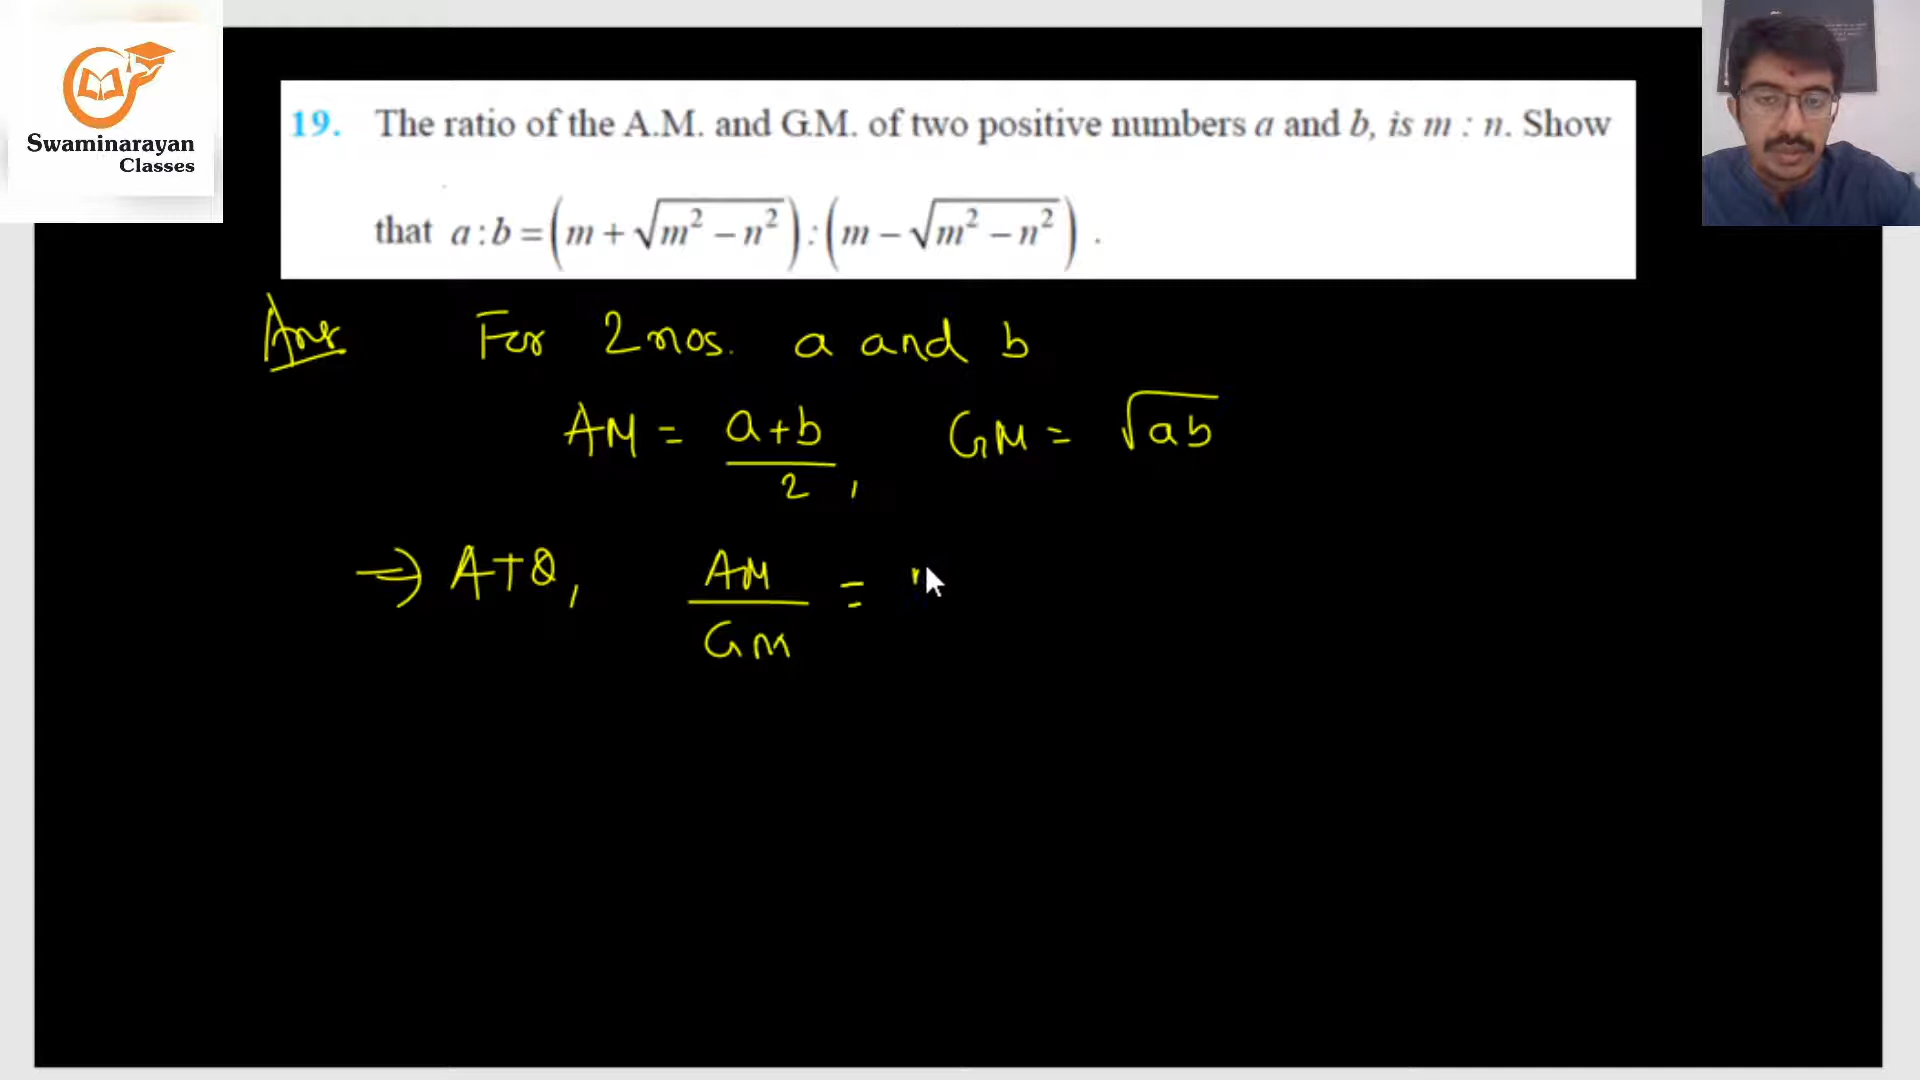 Swaminarayan
Classes
19. The ratio of the A.M. and G.M. of two positive numbers a and b, is m : n. Show
that a : b = (m + √(m² – n²)) : (m – √(m² – n²)) .
Ans For 2 nos. a and b
AM = a+b/2, GM = √ab
⇒ ATQ, AM/GM =